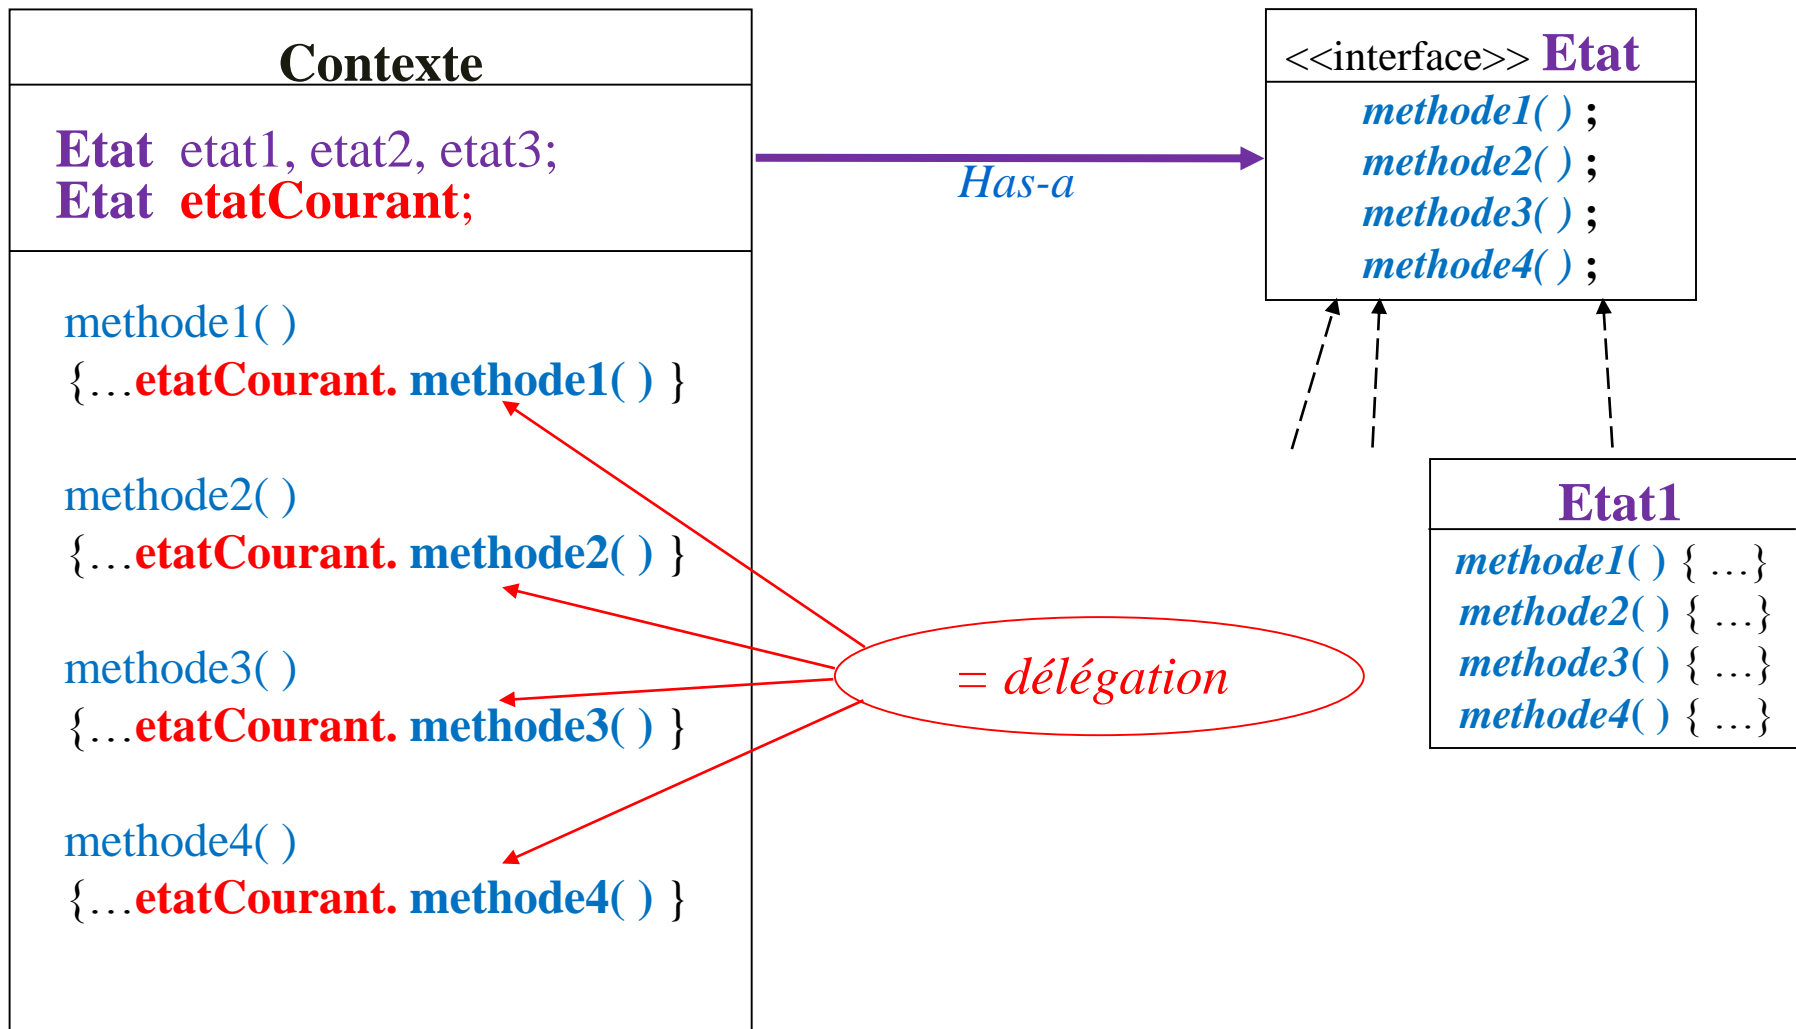 Contexte
Etat etat1, etat2, etat3;
Etat etatCourant;
methode1( )
{…etatCourant. methode1( ) }
methode2( )
{…etatCourant. methode2( ) }
methode3( )
{…etatCourant. methode3( ) }
methode4( )
{…etatCourant. methode4( ) }
Has-a
= délégation
<<interface>> Etat
methode1( ) ;
methode2( ) ;
methode3( ) ;
methode4( ) ;
Etat1
methode1( ) { …}
methode2( ) { …}
methode3( ) { …}
methode4( ) { …}